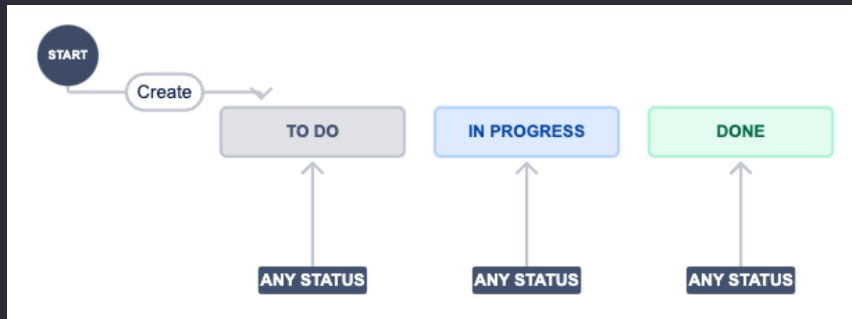 START
Create
TO DO
IN PROGRESS
DONE
ANY STATUS
ANY STATUS
ANY STATUS